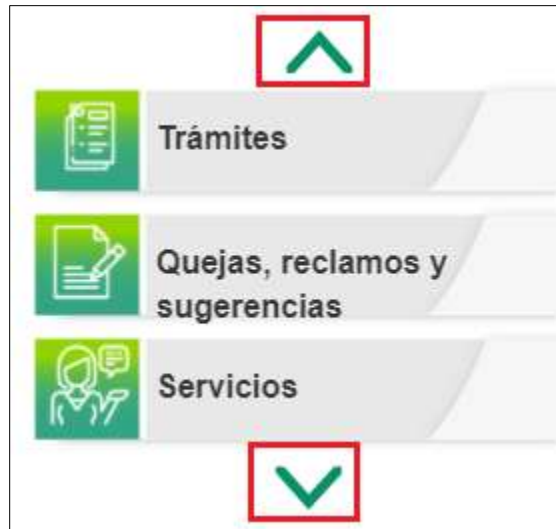 Trámites
Quejas, reclamos y
sugerencias
Servicios